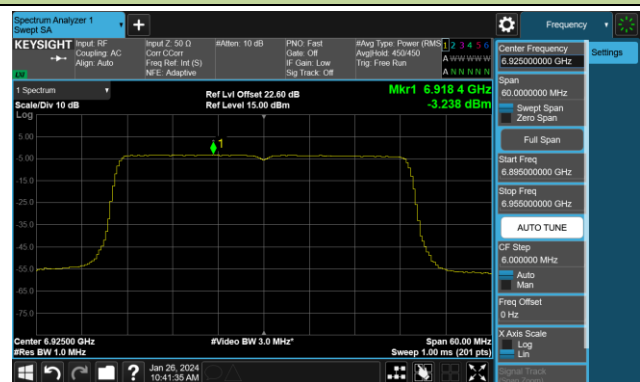 Spectrum Analyzer 1
Swept SA
Frequency
KEYSIGHT
Input: RF
Coupling: AC
Align: Auto
Input Z: 50 Ω
Corr CCorr
Freq Ref: Int (S)
NFE: Adaptive
#Atten: 10 dB
PNO: Fast
Gate: Off
IF Gain: Low
Sig Track: Off
#Avg Type: Power (RMS)
Avg|Hold: 450/450
Trig: Free Run
1 2 3 4 5 6
A W W W W W
A N N N N N
LW
1 Spectrum
Scale/Div 10 dB
Log
Ref Lvl Offset 22.60 dB
Ref Level 15.00 dBm
Mkr1 6.918 4 GHz
-3.238 dBm
1
5.00
-5.00
-15.0
-25.0
-35.0
-45.0
-55.0
-65.0
-75.0
Center 6.92500 GHz
#Res BW 1.0 MHz
#Video BW 3.0 MHz*
Span 60.00 MHz
Sweep 1.00 ms (201 pts)
Center Frequency
6.925000000 GHz
Span
60.0000000 MHz
Swept Span
Zero Span
Full Span
Start Freq
6.895000000 GHz
Stop Freq
6.955000000 GHz
AUTO TUNE
CF Step
6.000000 MHz
Auto
Man
Freq Offset
0 Hz
X Axis Scale
Log
Lin
Signal Track
Settings
?
Jan 26, 2024
10:41:35 AM